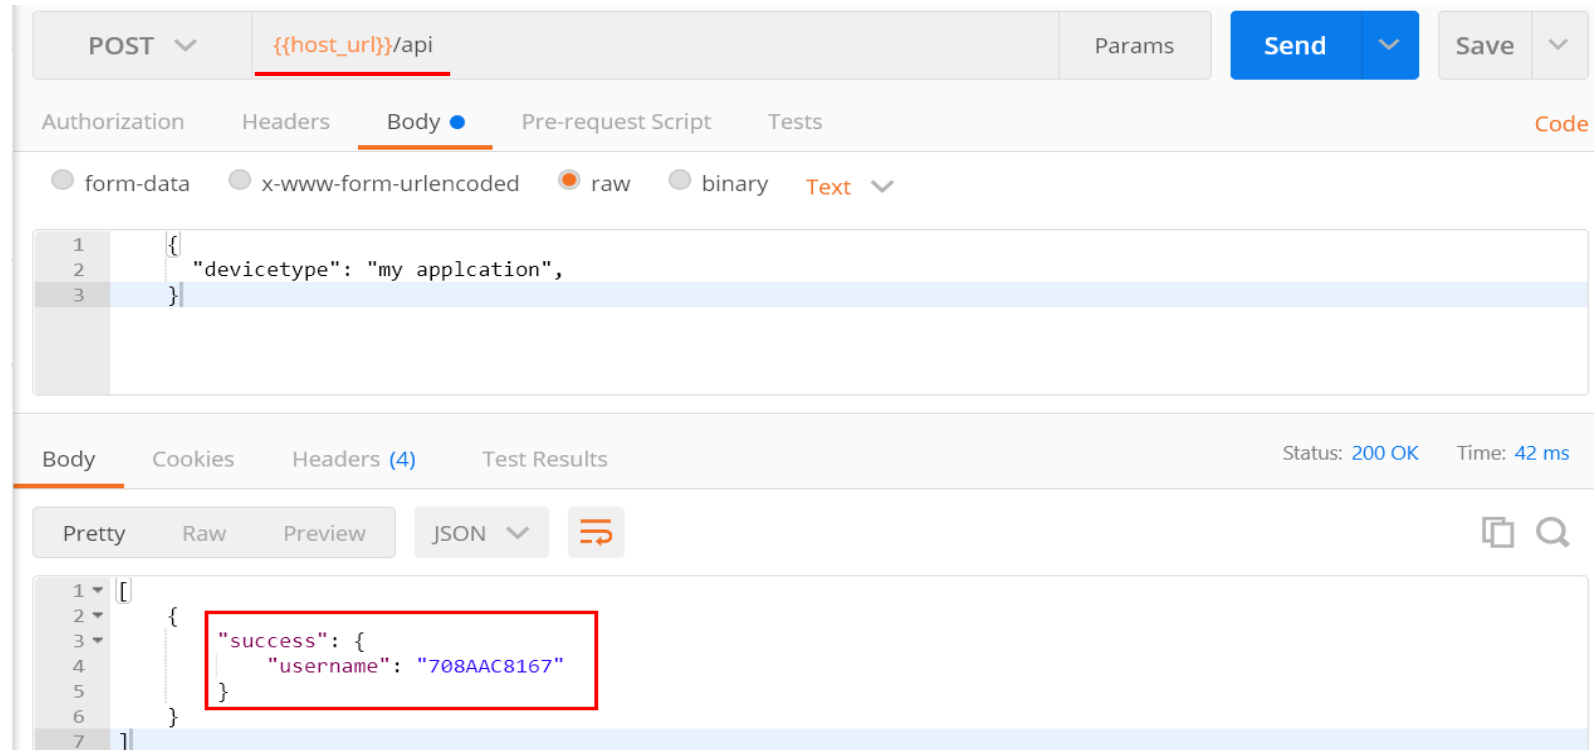 POST {{host_url}}/api Params Send Save
Authorization Headers Body Pre-request Script Tests Code
form-data x-www-form-urlencoded raw binary Text
1 {
2 "devicetype": "my applcation",
3 }
Body Cookies Headers (4) Test Results Status: 200 OK Time: 42 ms
Pretty Raw Preview JSON
1 [
2 {
3 "success": {
4 "username": "708AAC8167"
5 }
6 }
7 ]